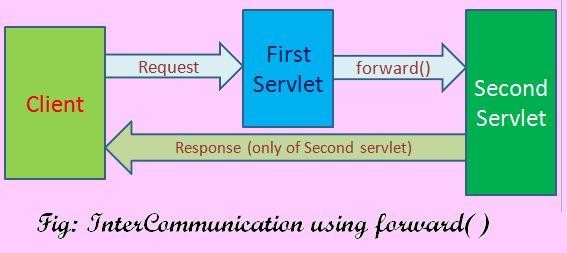 Client
Request
First
Servlet
forward()
Second
Servlet
Response (only of Second servlet)
Fig: InterCommunication using forward( )